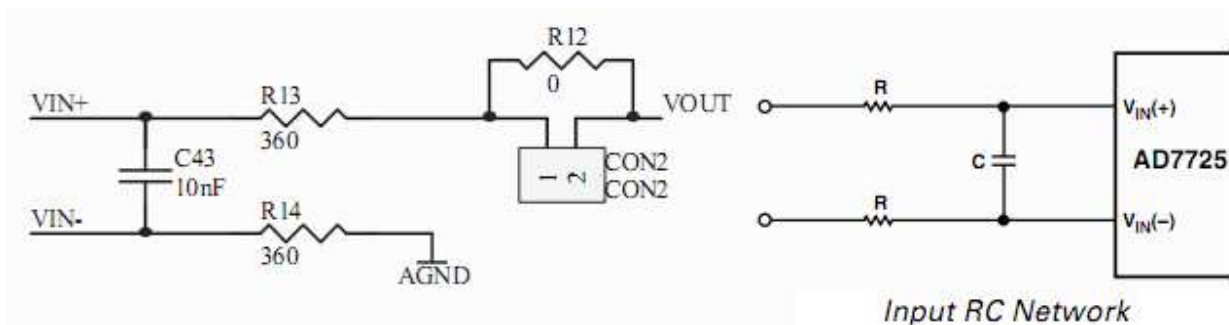 R12
0
VIN+
R13
360
VOUT
C43
10nF
1
2
CON2
CON2
VIN-
R14
360
AGND
R
C
R
VIN(+)
AD7725
VIN(–)
Input RC Network